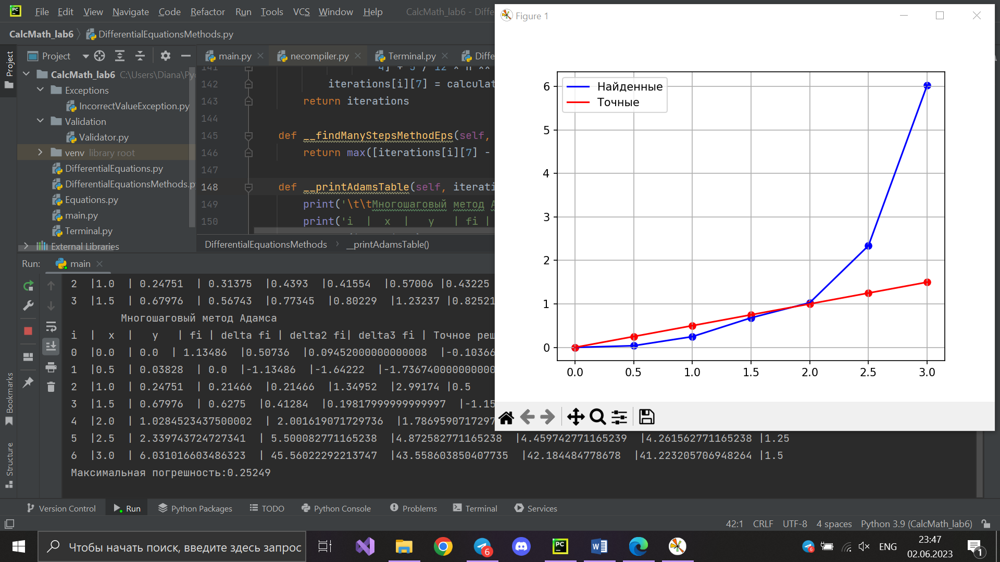 File Edit View Navigate Code Refactor Run Tools VCS Window Help CalcMath_lab6 - Diffe
CalcMath_lab6 DifferentialEquationsMethods.py
Project
Project
main.py
necompiler.py
Terminal.py
Diffe
CalcMath_lab6 C:\Users\Diana\Pyc
Exceptions
IncorrectValueException.py
Validation
Validator.py
venv library root
DifferentialEquations.py
DifferentialEquationsMethods.p
Equations.py
main.py
Terminal.py
External Libraries
142 iterations[i][7] = calculat
143 return iterations
144
145 def __findManyStepsMethodEps(self,
146 return max([iterations[i][7] -
147
148 def __printAdamsTable(self, iterati
149 print('\t\tМногошаговый метод А
150 print('i | x | y | fi |
DifferentialEquationsMethods __printAdamsTable()
Run: main
2 |1.0 | 0.24751 | 0.31375 |0.4393 |0.41554 |0.57006 |0.43225
3 |1.5 | 0.67976 | 0.56743 |0.77345 |0.80229 |1.23237 |0.82521
Многошаговый метод Адамса
i | x | y | fi | delta fi | delta2 fi| delta3 fi | Точное реш
0 |0.0 | 0.0 | 1.13486 |0.50736 |0.09452000000000008 |-0.10366
1 |0.5 | 0.03828 | 0.0 |-1.13486 |-1.64222 |-1.7367400000000000
2 |1.0 | 0.24751 | 0.21466 |0.21466 |1.34952 |2.99174 |0.5
3 |1.5 | 0.67976 | 0.6275 |0.41284 |0.19817999999999997 |-1.15
4 |2.0 | 1.0284523437500002 | 2.001619071729736 |1.7869590717297
5 |2.5 | 2.339743724727341 | 5.500082771165238 |4.872582771165238 |4.459742771165239 |4.261562771165238 |1.25
6 |3.0 | 6.031016603486323 | 45.56022292213747 |43.558603850407735 |42.184484778678 |41.223205706948264 |1.5
Максимальная погрешность:0.25249
Bookmarks
Structure
Figure 1
Найденные
Точные
6
5
4
3
2
1
0
0.0 0.5 1.0 1.5 2.0 2.5 3.0
Version Control Run Python Packages TODO Python Console Problems Terminal Services
42:1 CRLF UTF-8 4 spaces Python 3.9 (CalcMath_lab6)
Чтобы начать поиск, введите здесь запрос
PC
6
6
ENG
23:47
02.06.2023
1